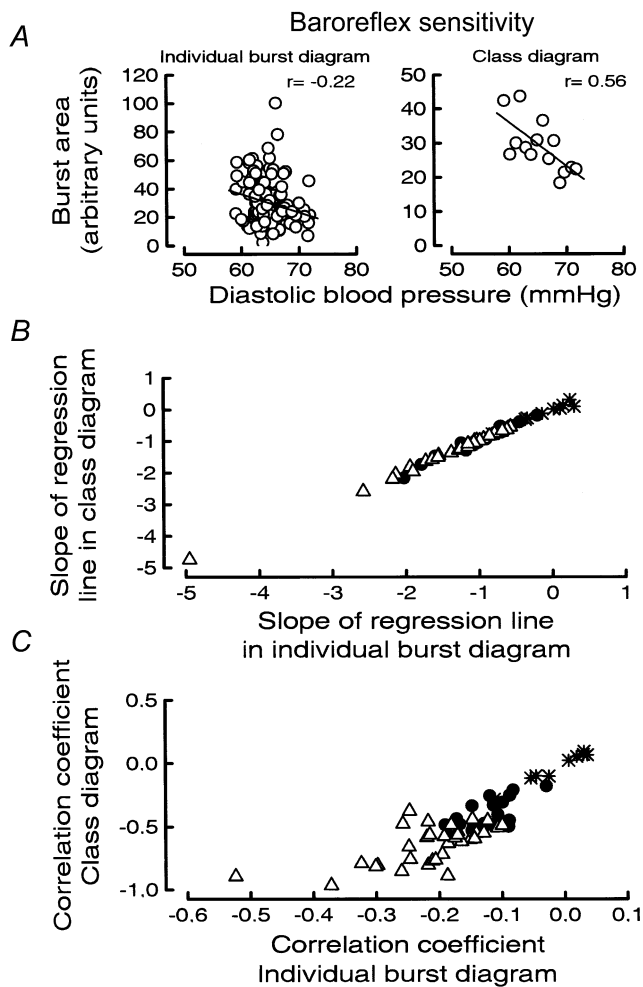 Baroreflex sensitivity
A
Individual burst diagram
Class diagram
r= -0.22
r= 0.56
Burst area
(arbitrary units)
120
100
80
60
40
20
0
50
40
30
20
10
0
50 60 70 80
50 60 70 80
Diastolic blood pressure (mmHg)
B
Slope of regression
line in class diagram
1
0
-1
-2
-3
-4
-5
-5 -4 -3 -2 -1 0 1
Slope of regression line
in individual burst diagram
C
Correlation coefficient
Class diagram
0.5
0.0
-0.5
-1.0
-0.6 -0.5 -0.4 -0.3 -0.2 -0.1 0.0 0.1
Correlation coefficient
Individual burst diagram